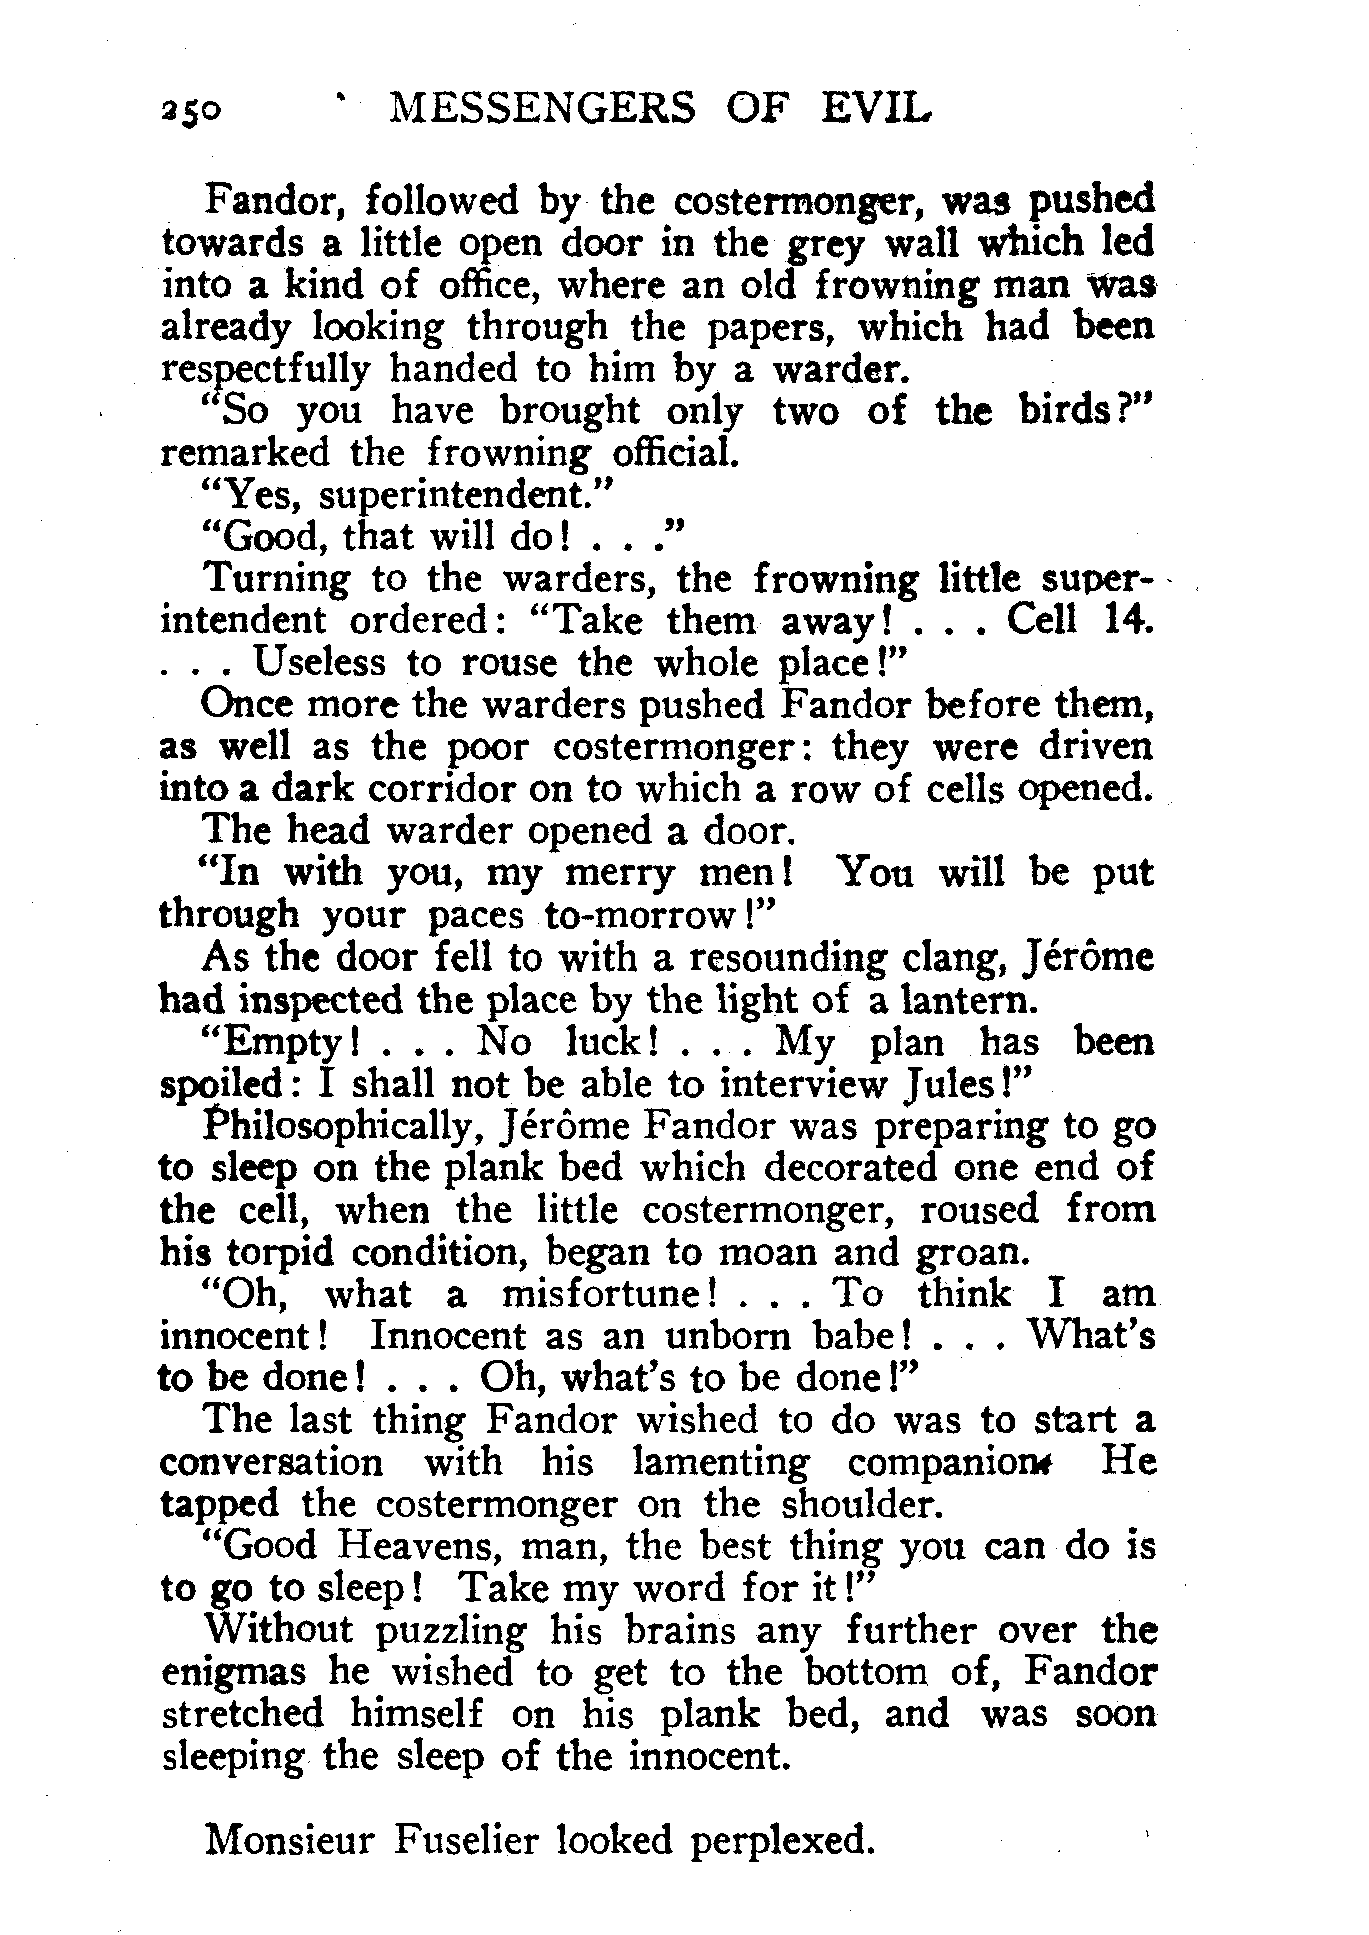 250 MESSENGERS OF EVIL
Fandor, followed by the costermonger, was pushed
towards a little open door in the grey wall which led
into a kind of office, where an old frowning man was
already looking through the papers, which had been
respectfully handed to him by a warder.
“So you have brought only two of the birds?”
remarked the frowning official.
“Yes, superintendent.”
“Good, that will do! . . .”
Turning to the warders, the frowning little super-
intendent ordered: “Take them away! . . . Cell 14.
. . . Useless to rouse the whole place!”
Once more the warders pushed Fandor before them,
as well as the poor costermonger: they were driven
into a dark corridor on to which a row of cells opened.
The head warder opened a door.
“In with you, my merry men! You will be put
through your paces to-morrow!”
As the door fell to with a resounding clang, Jérôme
had inspected the place by the light of a lantern.
“Empty! . . . No luck! . . . My plan has been
spoiled: I shall not be able to interview Jules!”
Philosophically, Jérôme Fandor was preparing to go
to sleep on the plank bed which decorated one end of
the cell, when the little costermonger, roused from
his torpid condition, began to moan and groan.
“Oh, what a misfortune! . . . To think I am
innocent! Innocent as an unborn babe! . . . What's
to be done! . . . Oh, what's to be done!”
The last thing Fandor wished to do was to start a
conversation with his lamenting companion. He
tapped the costermonger on the shoulder.
“Good Heavens, man, the best thing you can do is
to go to sleep! Take my word for it!”
Without puzzling his brains any further over the
enigmas he wished to get to the bottom of, Fandor
stretched himself on his plank bed, and was soon
sleeping the sleep of the innocent.
Monsieur Fuselier looked perplexed.